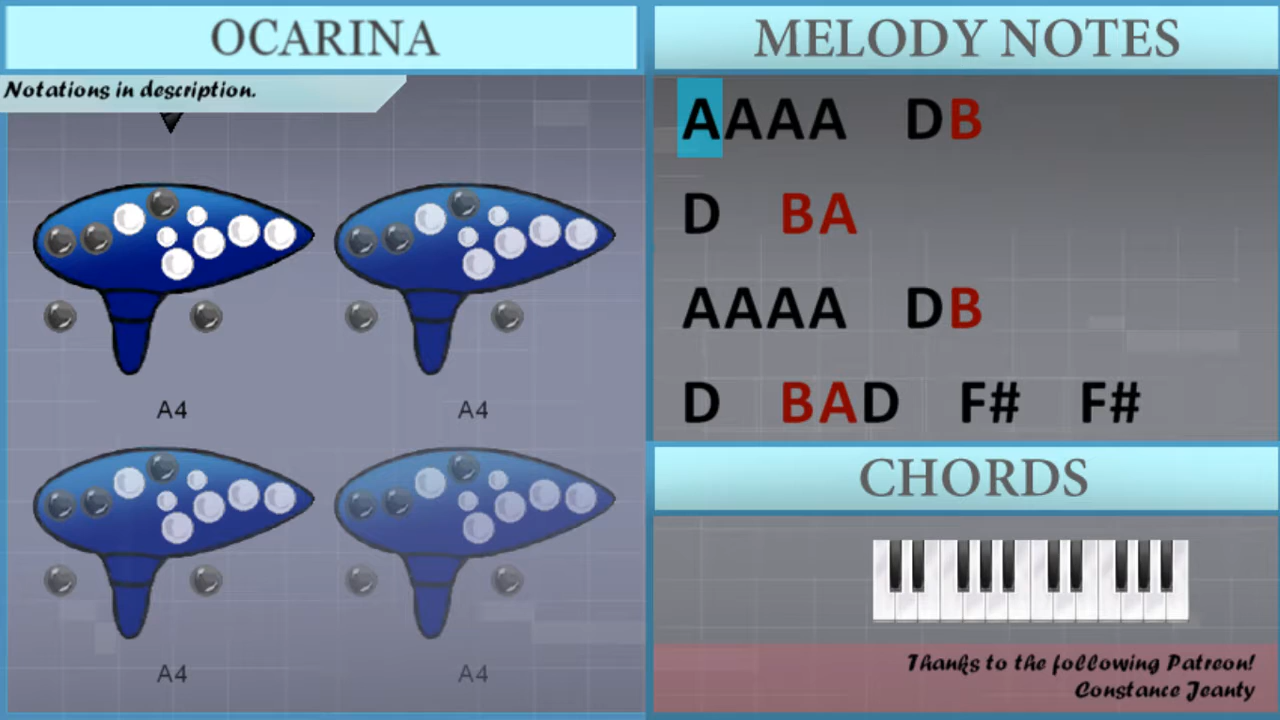 OCARINA
Notations in description.
A4 A4
A4 A4
MELODY NOTES
AAAA DB
D BA
AAAA DB
D BAD F# F#
CHORDS
Thanks to the following Patreon!
Constance Jeanty